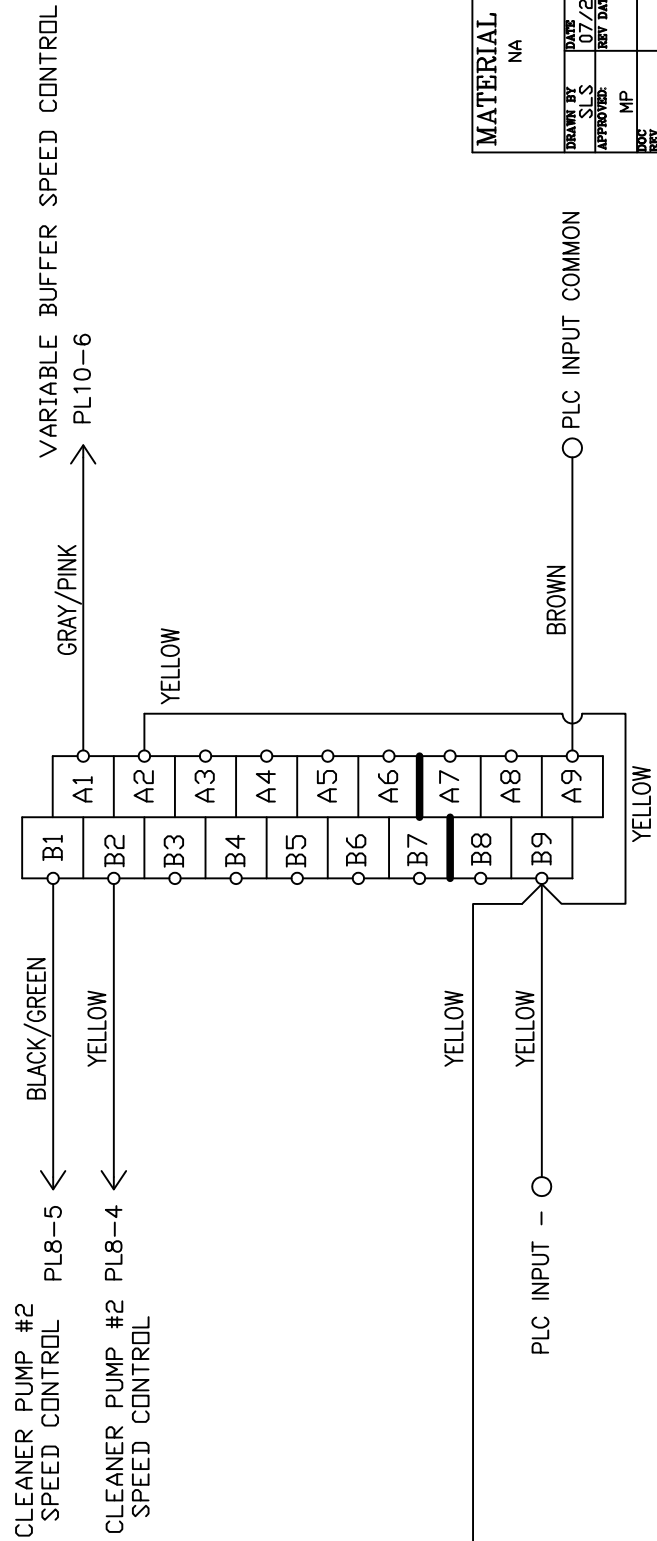 VARIABLE BUFFER SPEED CONTROL
PL10-6
GRAY/PINK
YELLOW
BROWN
PLC INPUT COMMON
A1
A2
A3
A4
A5
A6
A7
A8
A9
B1
B2
B3
B4
B5
B6
B7
B8
B9
YELLOW
BLACK/GREEN
YELLOW
YELLOW
YELLOW
CLEANER PUMP #2 PL8-5
SPEED CONTROL
CLEANER PUMP #2 PL8-4
SPEED CONTROL
PLC INPUT -
MATERIAL
NA
DRAWN BY
SLS
DATE
APPROVED:
MP
DOC
REV
REV